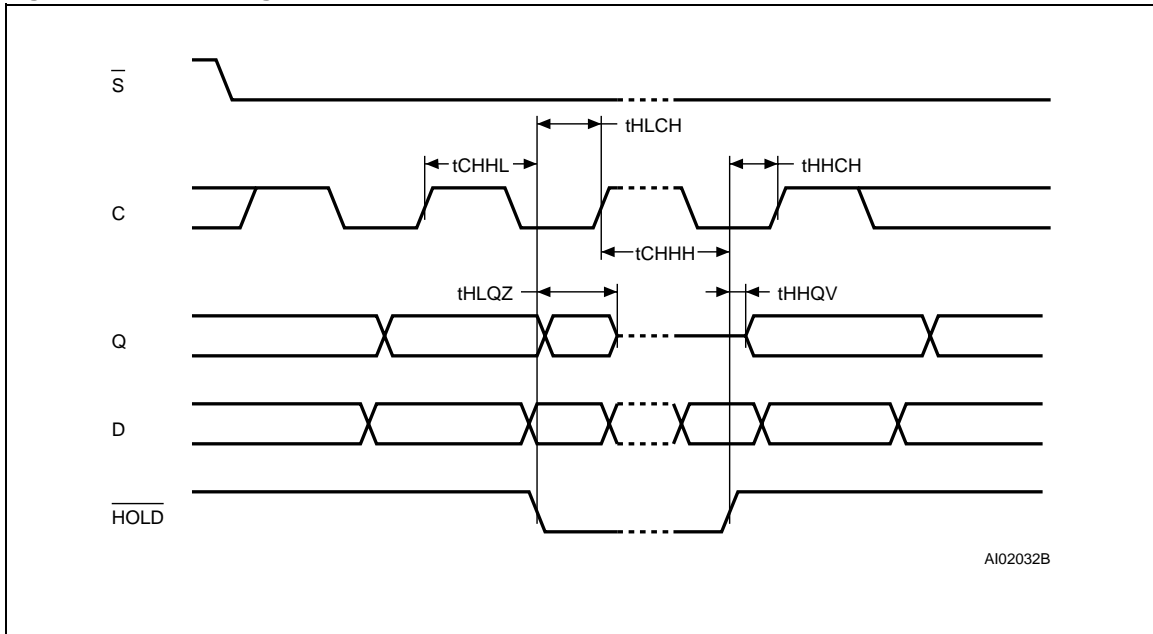 S
tHLCH
tCHHL
tHHCH
C
tCHHH
tHLQZ
tHHQV
Q
D
HOLD
AI02032B